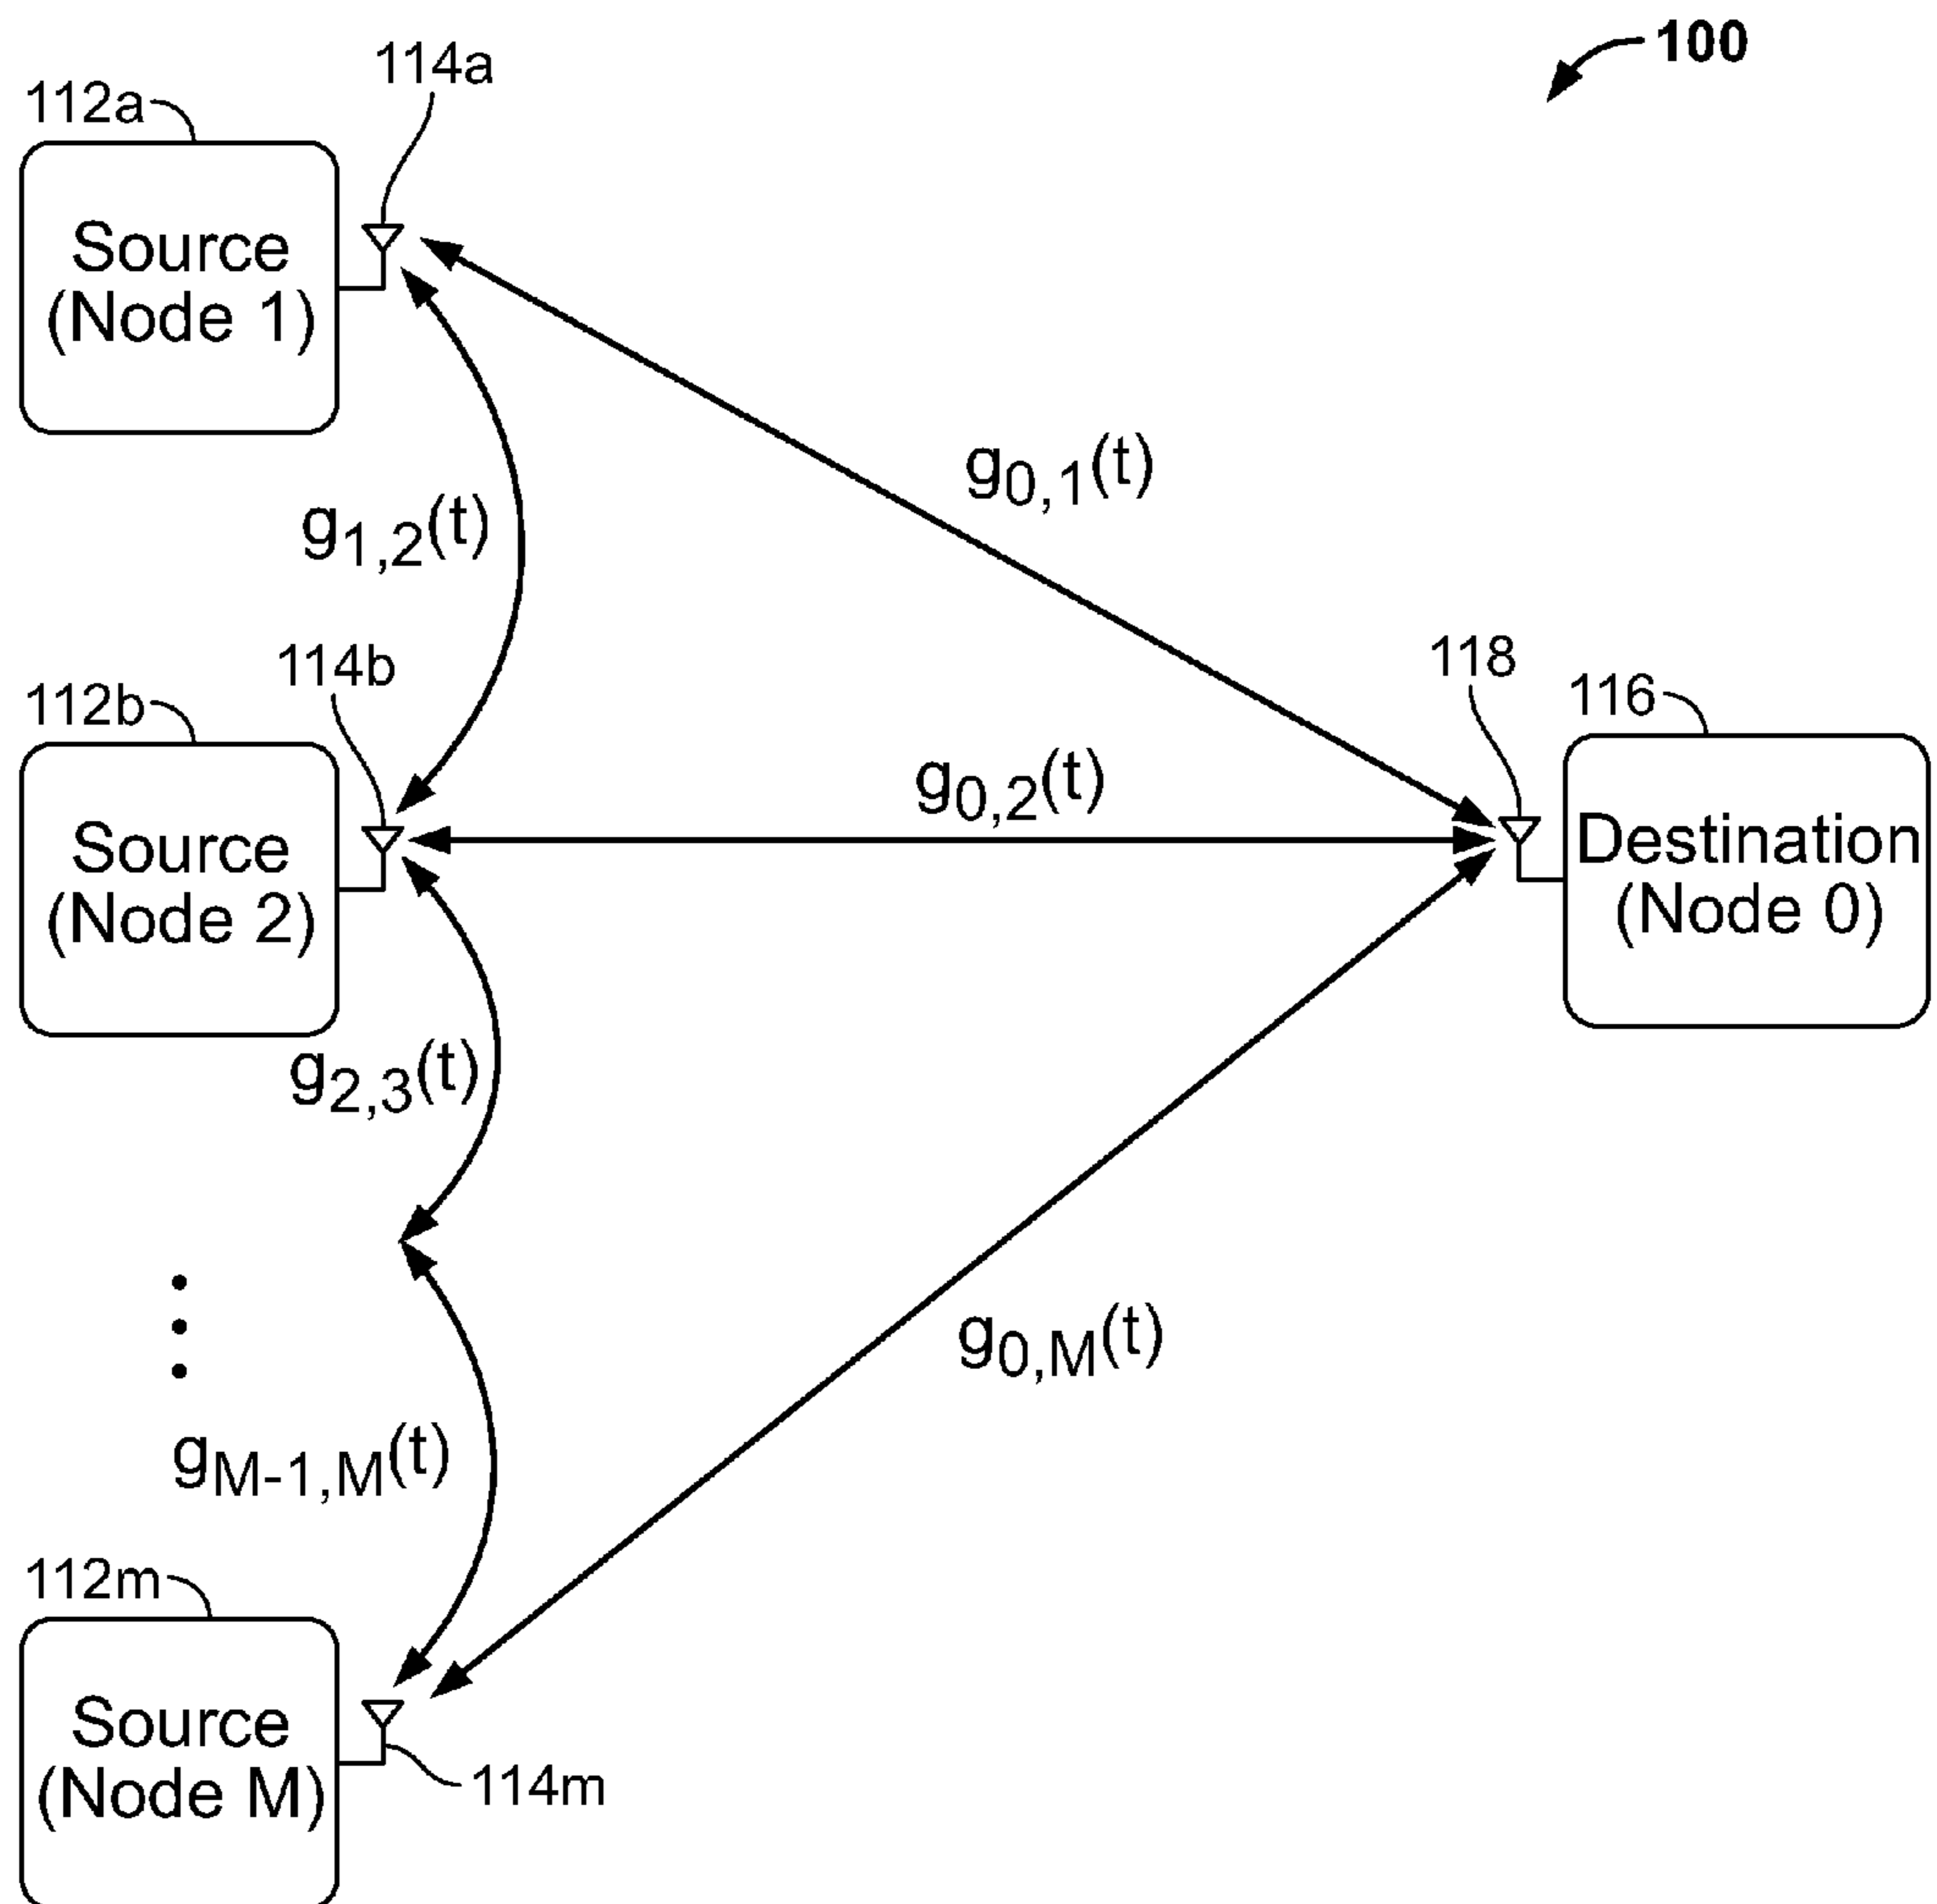 100
114a
112a
Source
(Node 1)
g0,1(t)
g1,2(t)
114b
118
112b
116
g0,2(t)
Source
(Node 2)
Destination
(Node 0)
g2,3(t)
g0,M(t)
gM-1,M(t)
112m
Source
(Node M)
114m